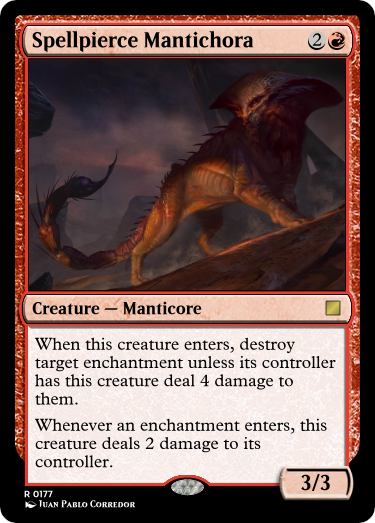 Spellpierce Mantichora 2
Creature — Manticore
When this creature enters, destroy
target enchantment unless its controller
has this creature deal 4 damage to
them.
Whenever an enchantment enters, this
creature deals 2 damage to its
controller.
3/3
R 0177
Juan Pablo Corredor